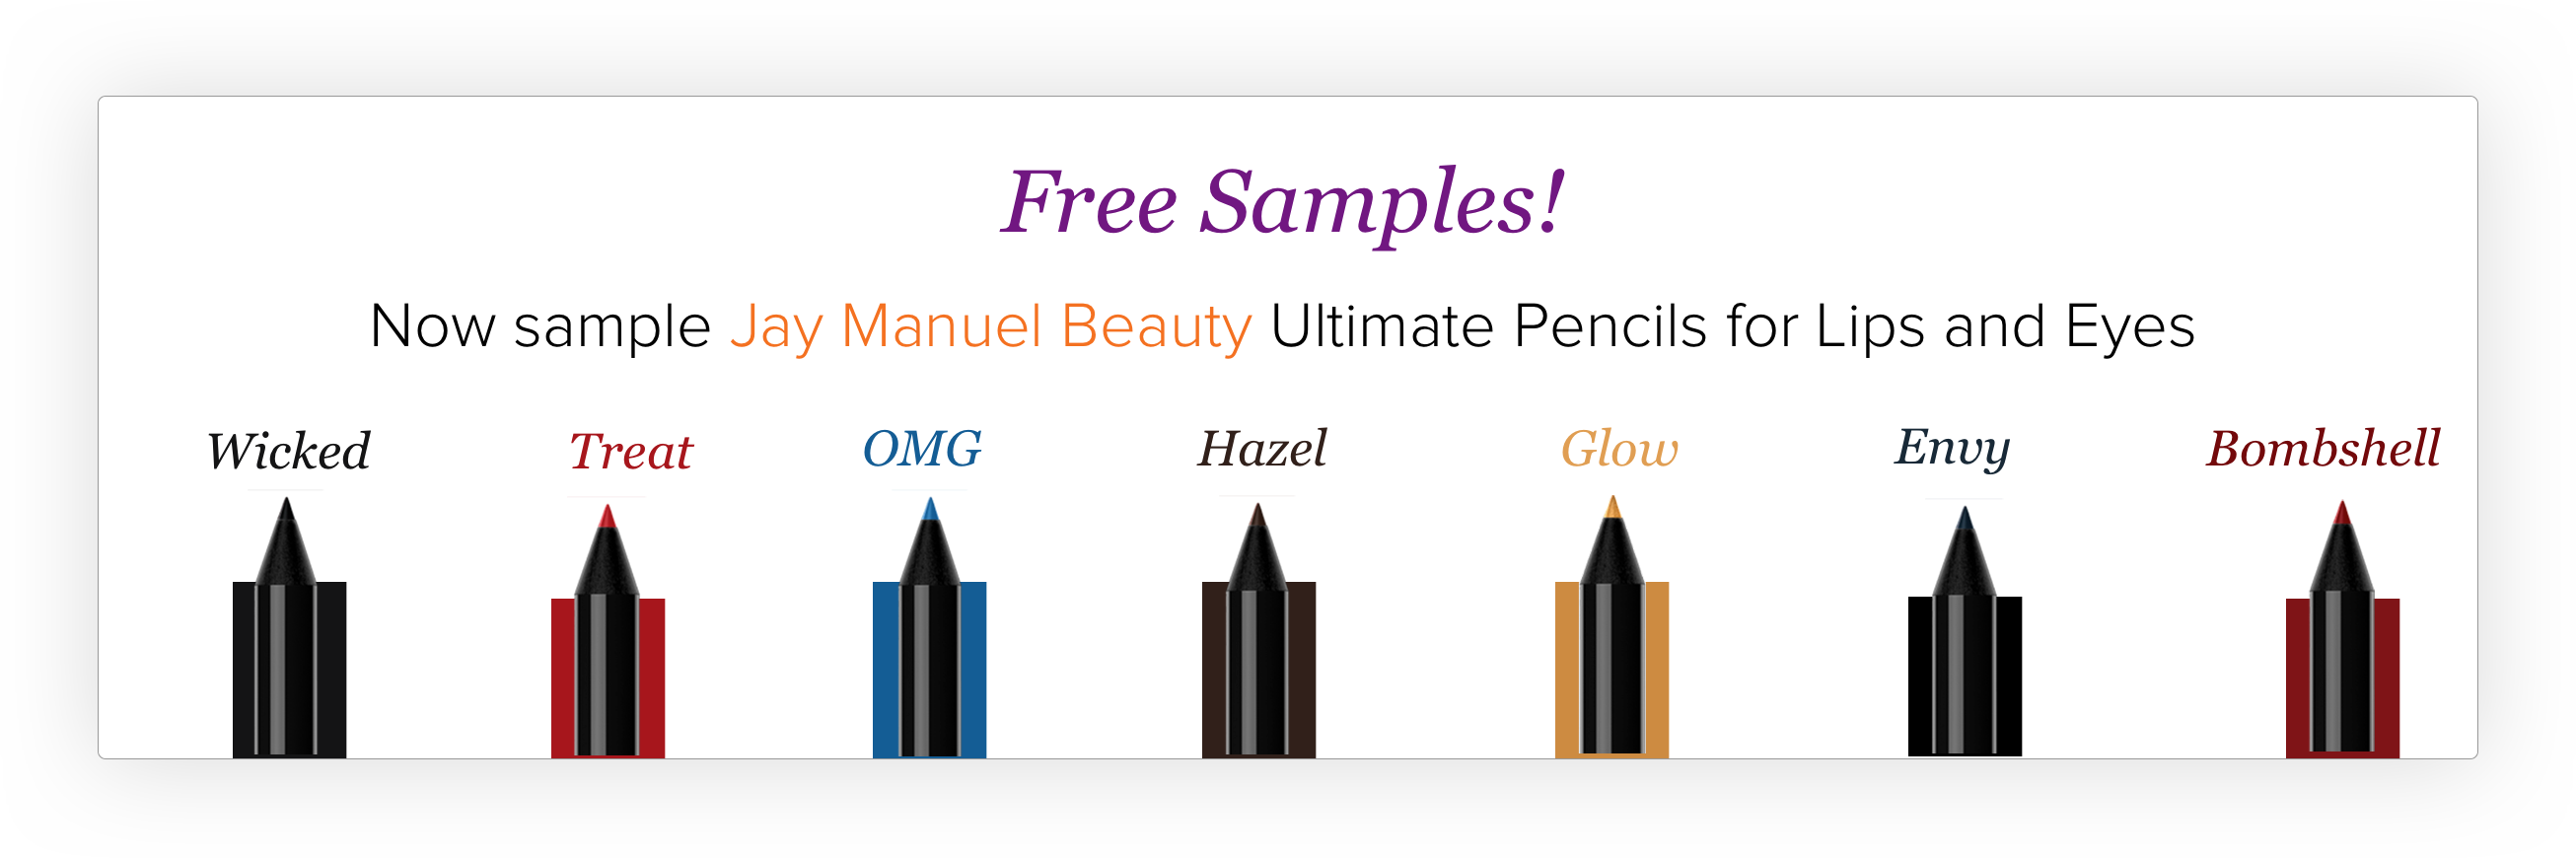 Free Samples!
Now sample Jay Manuel Beauty Ultimate Pencils for Lips and Eyes
Wicked Treat OMG Hazel Glow Envy Bombshell